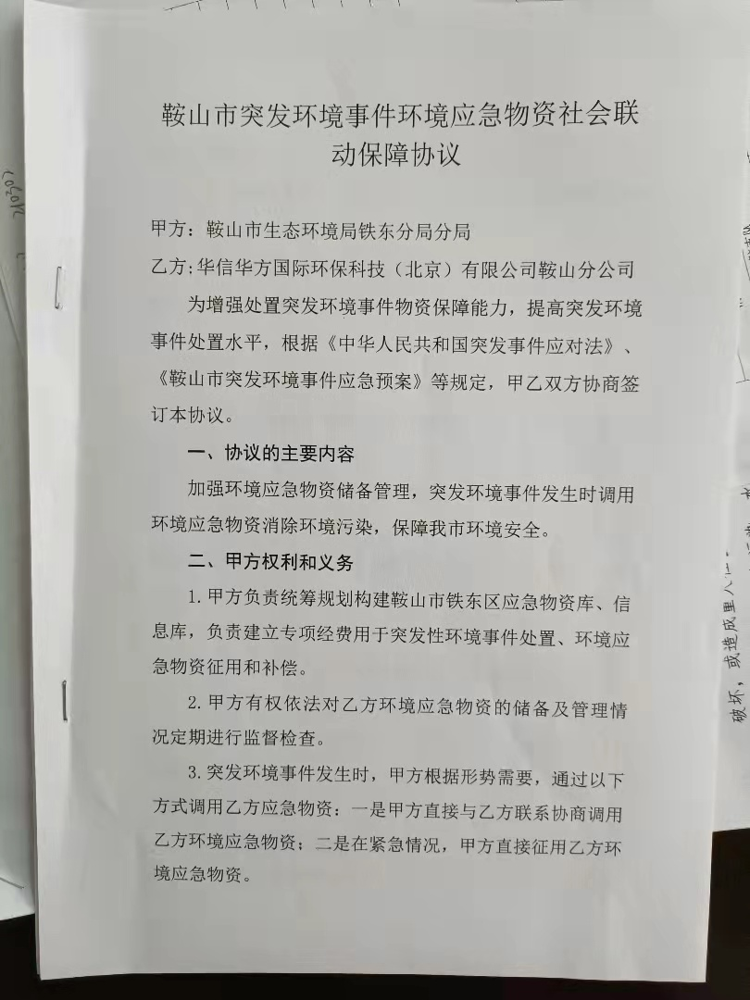 鞍山市突发环境事件环境应急物资社会联
动保障协议
甲方：鞍山市生态环境局铁东分局分局
乙方:华信华方国际环保科技（北京）有限公司鞍山分公司
为增强处置突发环境事件物资保障能力，提高突发环境
事件处置水平，根据《中华人民共和国突发事件应对法》、
《鞍山市突发环境事件应急预案》等规定，甲乙双方协商签
订本协议。
一、协议的主要内容
加强环境应急物资储备管理，突发环境事件发生时调用
环境应急物资消除环境污染，保障我市环境安全。
二、甲方权利和义务
1.甲方负责统筹规划构建鞍山市铁东区应急物资库、信
息库，负责建立专项经费用于突发性环境事件处置、环境应
急物资征用和补偿。
2.甲方有权依法对乙方环境应急物资的储备及管理情
况定期进行监督检查。
3.突发环境事件发生时，甲方根据形势需要，通过以下
方式调用乙方应急物资：一是甲方直接与乙方联系协商调用
乙方环境应急物资；二是在紧急情况，甲方直接征用乙方环
境应急物资。
破坏，或造成里